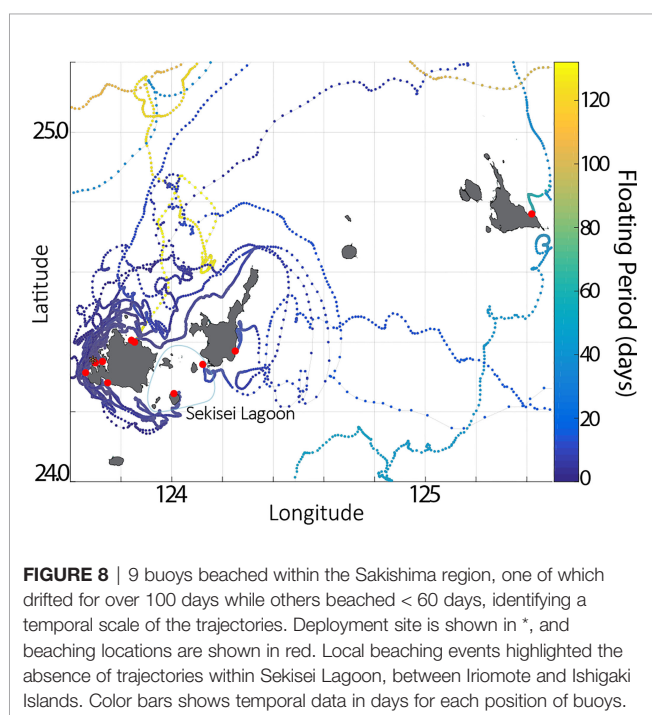 25.0
Latitude
24.0
124
125
Longitude
Sekisei Lagoon
120
100
80
60
40
20
0
Floating Period (days)
FIGURE 8 | 9 buoys beached within the Sakishima region, one of which
drifted for over 100 days while others beached < 60 days, identifying a
temporal scale of the trajectories. Deployment site is shown in *, and
beaching locations are shown in red. Local beaching events highlighted the
absence of trajectories within Sekisei Lagoon, between Iriomote and Ishigaki
Islands. Color bars shows temporal data in days for each position of buoys.